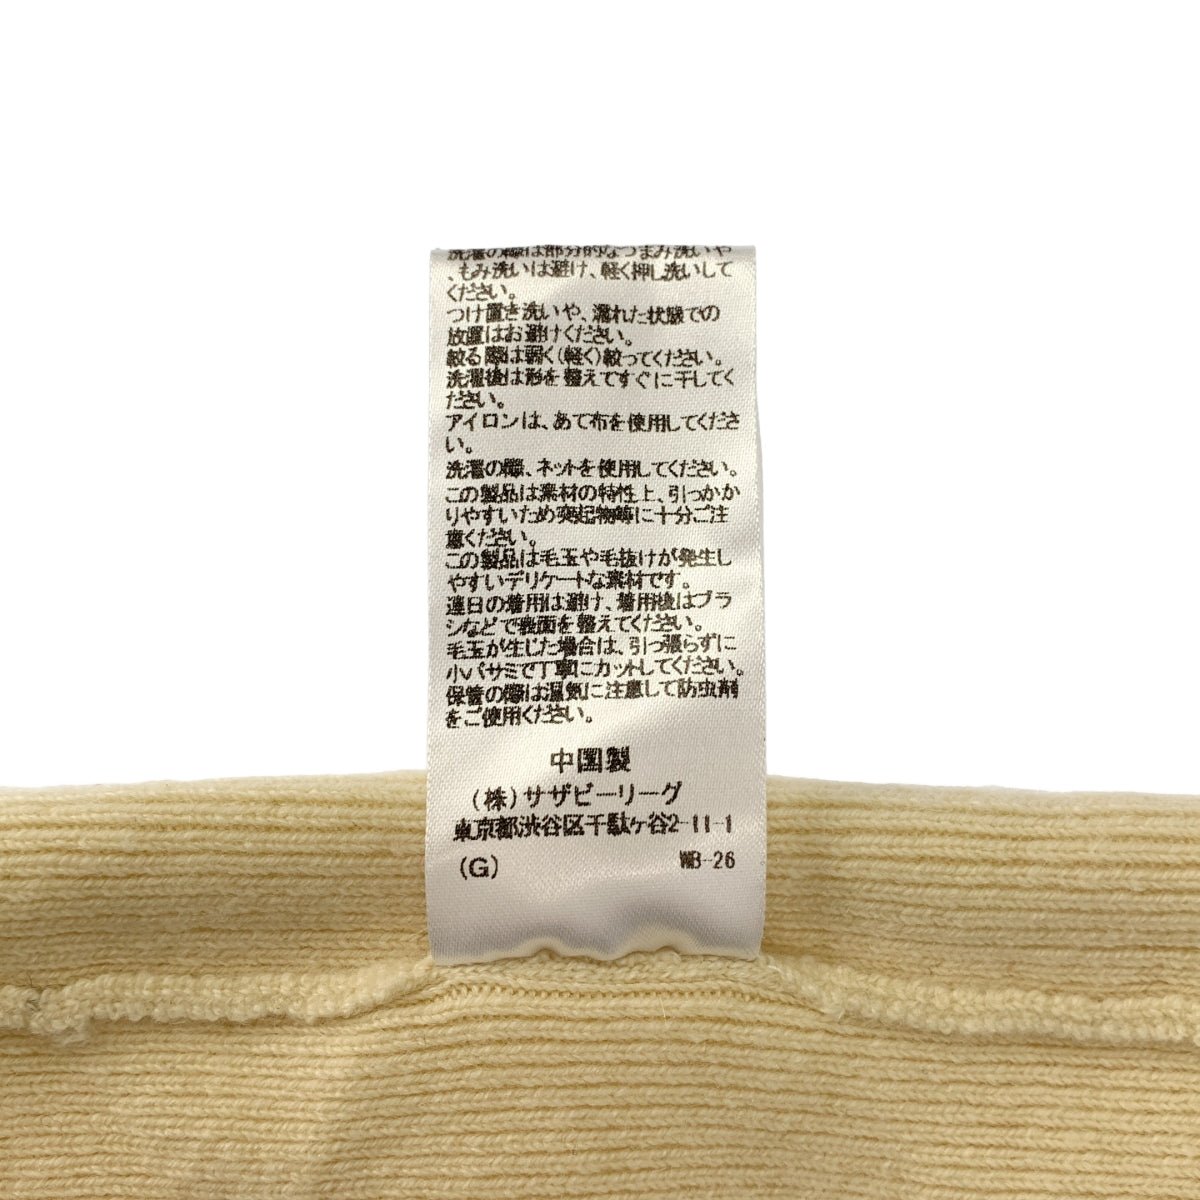 洗濯の際は部分的なつまみ洗いや
、もみ洗いは避け、軽く押し洗いして
ください。
つけ置き洗いや、濡れた状態での
放置はお避けください。
絞る際は弱く(軽く)絞ってください。
洗濯後は形を整えてすぐに干してく
ださい。
アイロンは、あて布を使用してくださ
い。
洗濯の際、ネットを使用してください。
この製品は素材の特性上、引っかか
りやすいため突起物等に十分ご注
意ください。
この製品は毛玉や毛抜けが発生し
やすいデリケートな素材です。
連日の着用は避け、着用後はブラ
シなどで表面を整えてください。
毛玉が生じた場合は、引っ張らずに
小バサミで丁寧にカットしてください。
保管の際は湿気に注意して防虫剤
をご使用ください。
中国製
(株)サザビーリーグ
東京都渋谷区千駄ヶ谷2-11-1
(G) WB-26